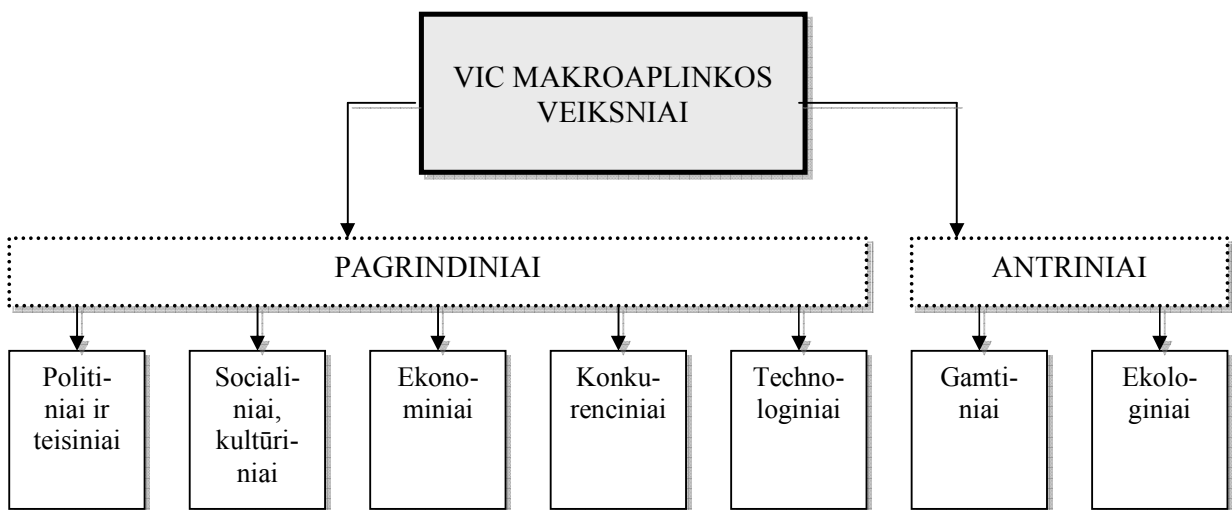 VIC MAKROAPLINKOS
VEIKSNIAI
PAGRINDINIAI
ANTRINIAI
Politi-
niai ir
teisiniai
Sociali-
niai,
kultūri-
niai
Ekono-
miniai
Konku-
renciniai
Techno-
loginiai
Gamti-
niai
Ekolo-
giniai